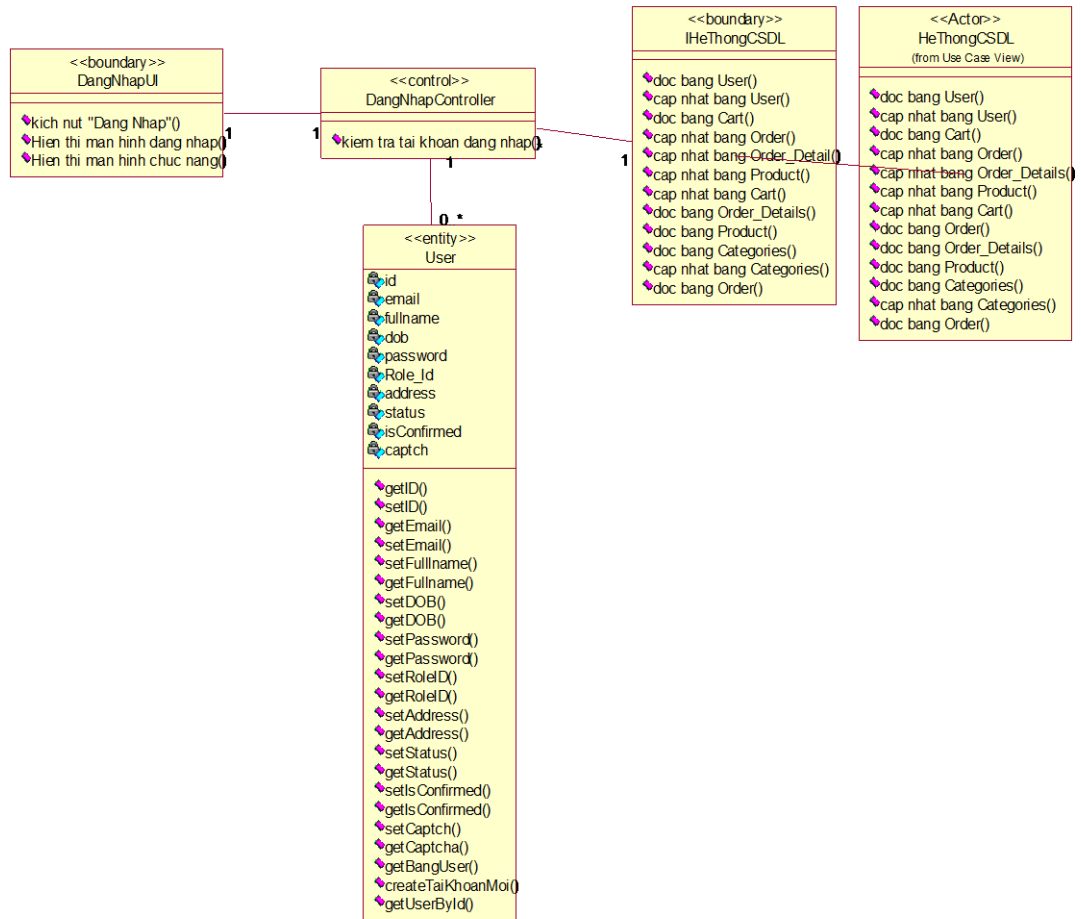 <<boundary>>
DangNhapUI
kich nut "Dang Nhap"()
Hien thi man hinh dang nhap()
Hien thi man hinh chuc nang()
1
1
<<control>>
DangNhapController
kiem tra tai khoan dang nhap()
1
1
0..*
<<entity>>
User
id
email
fullname
dob
password
Role_Id
address
status
isConfirmed
captch
getID()
setID()
getEmail()
setEmail()
setFulllname()
getFullname()
setDOB()
getDOB()
setPassword()
getPassword()
setRoleID()
getRoleID()
setAddress()
getAddress()
setStatus()
getStatus()
setIsConfirmed()
getIsConfirmed()
setCaptch()
getCaptcha()
getBangUser()
createTaiKhoanMoi()
getUserById()
<<boundary>>
IHeThongCSDL
doc bang User()
cap nhat bang User()
doc bang Cart()
cap nhat bang Order()
cap nhat bang Order_Detail()
cap nhat bang Product()
cap nhat bang Cart()
doc bang Order_Details()
doc bang Product()
doc bang Categories()
cap nhat bang Categories()
doc bang Order()
<<Actor>>
HeThongCSDL
(from Use Case View)
doc bang User()
cap nhat bang User()
doc bang Cart()
cap nhat bang Order()
cap nhat bang Order_Details()
cap nhat bang Product()
cap nhat bang Cart()
doc bang Order()
doc bang Order_Details()
doc bang Product()
doc bang Categories()
cap nhat bang Categories()
doc bang Order()